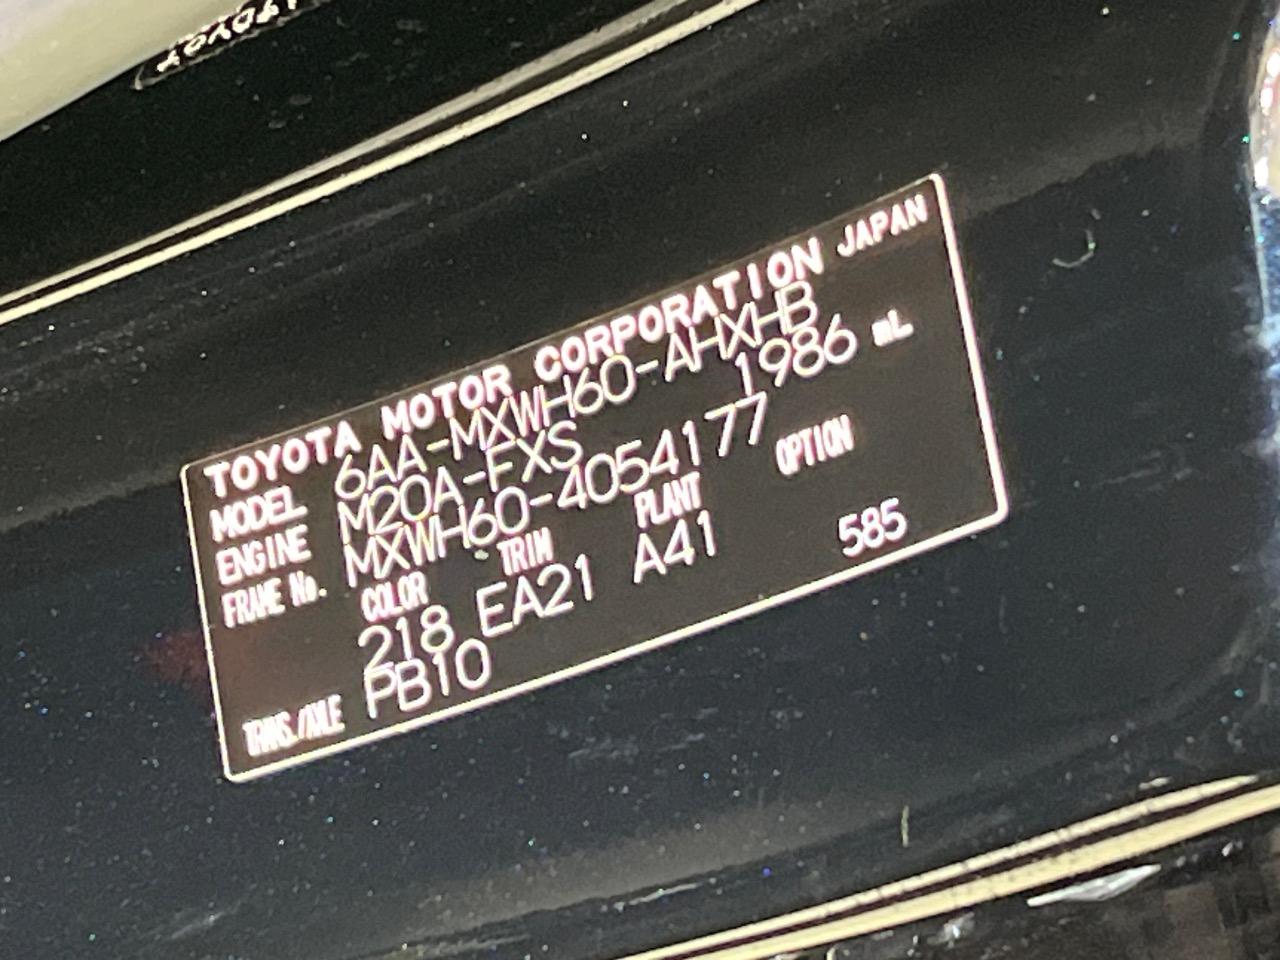 TOYOTA MOTOR CORPORATION JAPAN
MODEL 6AA-MXWH60-AHXHB
ENGINE M20A-FXS 1986 mL
FRAME No. MXWH60-4054177
COLOR TRIM PLANT OPTION
218 EA21 A41 585
TRANS./AXLE PB10